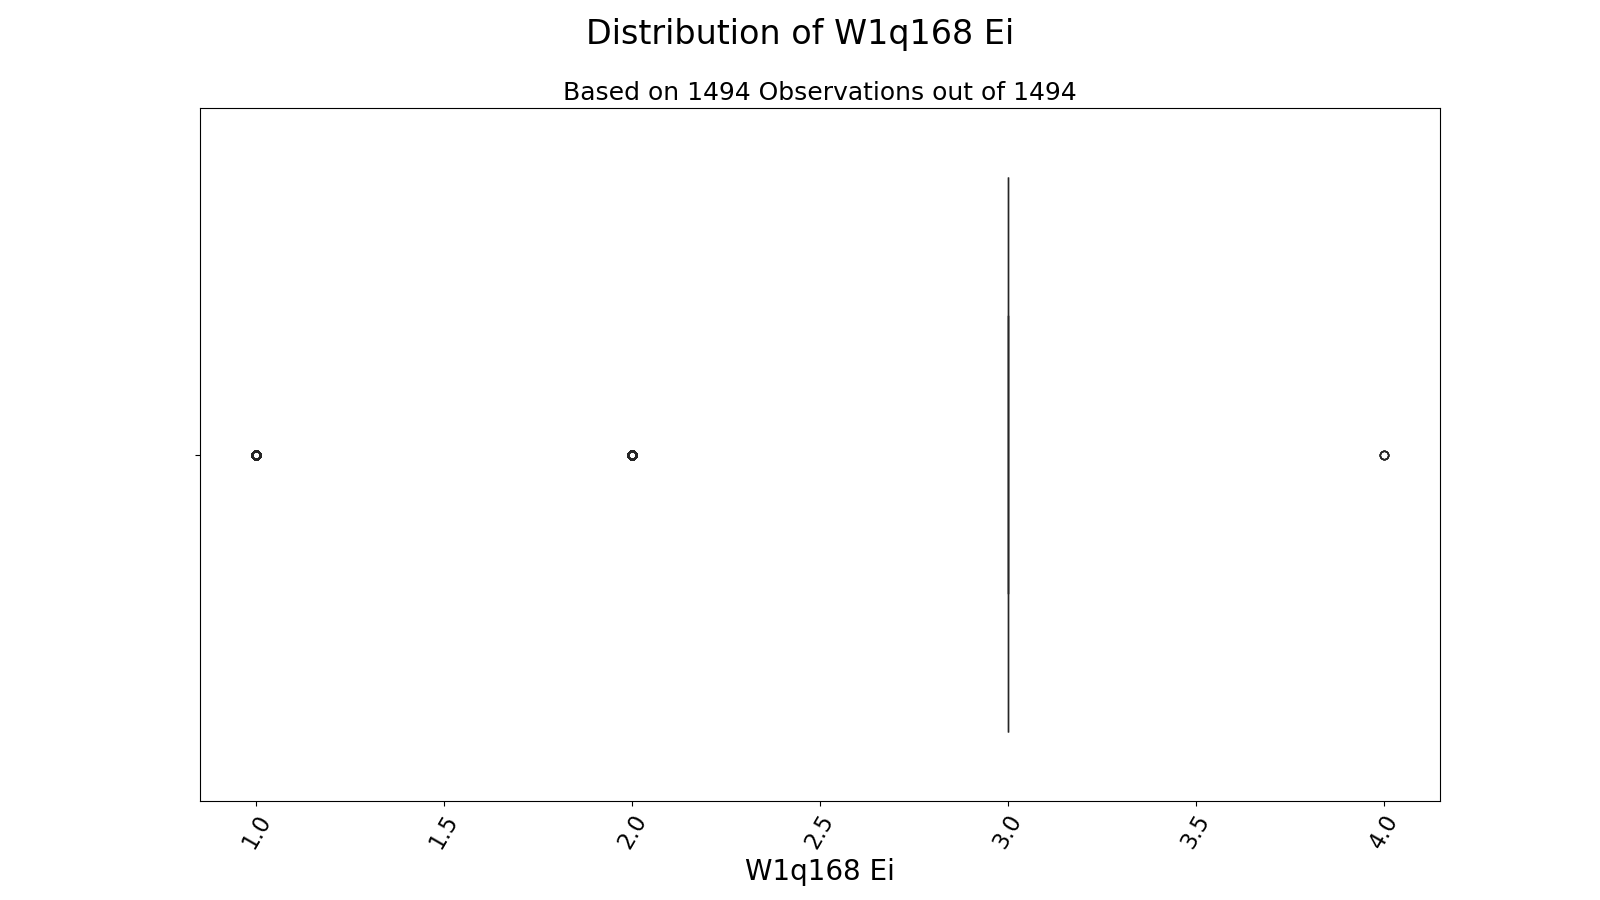 Distribution of W1q168 Ei
Based on 1494 Observations out of 1494
1.0
1.5
2.0
2.5
3.0
3.5
4.0
W1q168 Ei